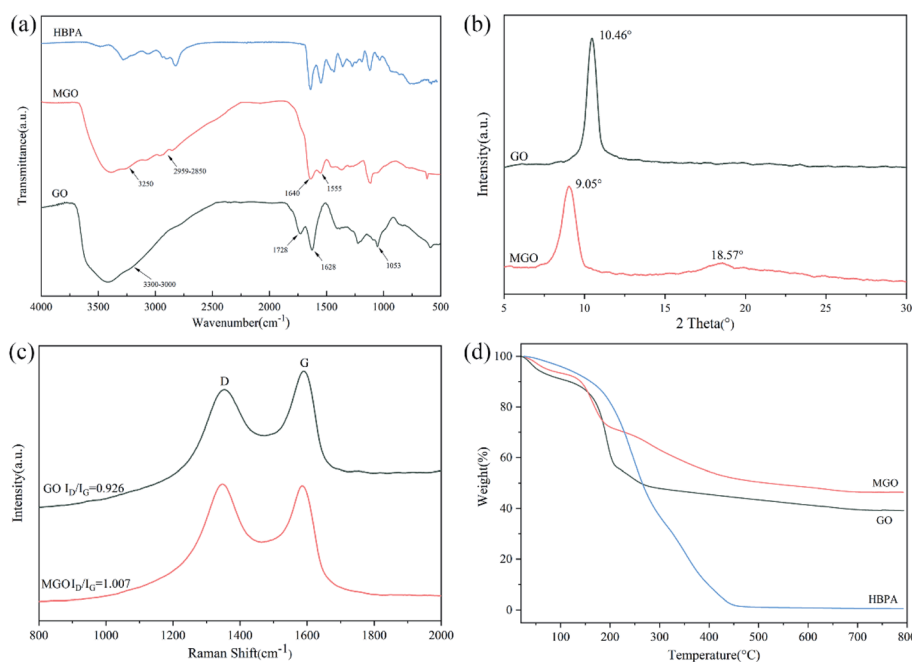 (a)
HBPA
MGO
3250
2959-2850
1640
1555
GO
3300-3000
1728
1628
1053
Transmittance(a.u.)
4000 3500 3000 2500 2000 1500 1000 500
Wavenumber(cm-1)
(b)
10.46°
GO
9.05°
MGO
18.57°
Intensity(a.u.)
5 10 15 20 25 30
2 Theta(°)
(c)
D
G
GO ID/IG=0.926
MGO ID/IG=1.007
Intensity(a.u.)
800 1000 1200 1400 1600 1800 2000
Raman Shift(cm-1)
(d)
100
80
60
40
20
0
MGO
GO
HBPA
Weight(%)
100 200 300 400 500 600 700 800
Temperature(°C)